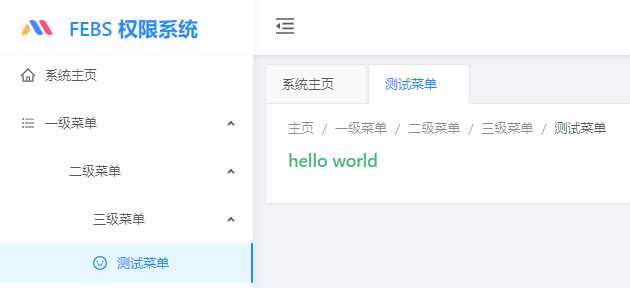 FEBS 权限系统
系统主页
一级菜单
二级菜单
三级菜单
测试菜单
系统主页 测试菜单
主页 / 一级菜单 / 二级菜单 / 三级菜单 / 测试菜单
hello world